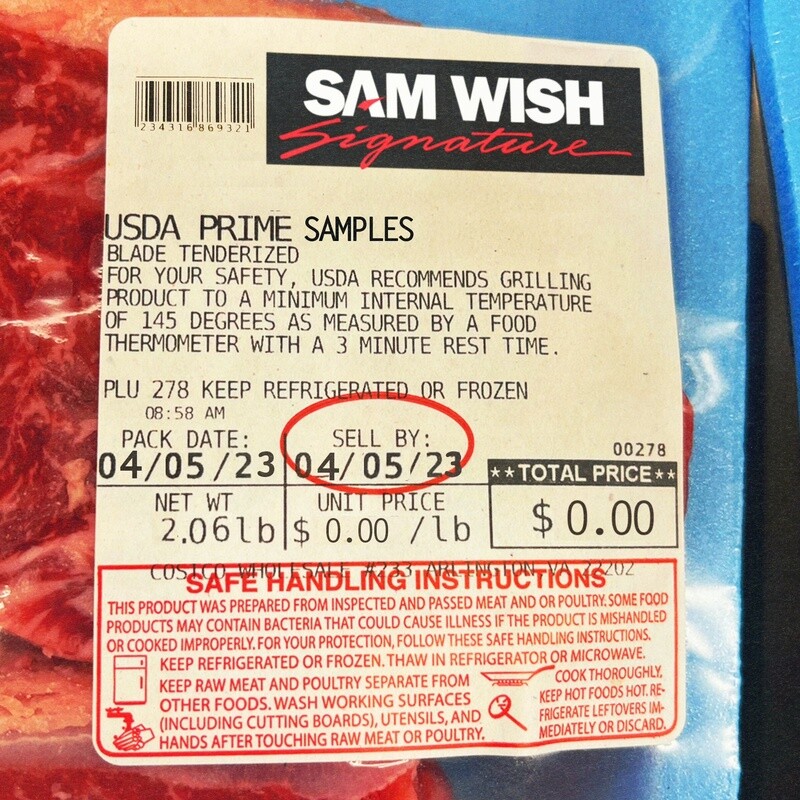 SAM WISH
Signature
234316869321
USDA PRIME SAMPLES
BLADE TENDERIZED
FOR YOUR SAFETY, USDA RECOMMENDS GRILLING
PRODUCT TO A MINIMUM INTERNAL TEMPERATURE
OF 145 DEGREES AS MEASURED BY A FOOD
THERMOMETER WITH A 3 MINUTE REST TIME.
PLU 278 KEEP REFRIGERATED OR FROZEN
08:58 AM
PACK DATE: SELL BY:
00278
04/05/23 04/05/23 **TOTAL PRICE**
NET WT UNIT PRICE
2.06lb $ 0.00 /lb $ 0.00
COSTCO WHOLESALE #233 ARLINGTON VA 22202
SAFE HANDLING INSTRUCTIONS
THIS PRODUCT WAS PREPARED FROM INSPECTED AND PASSED MEAT AND OR POULTRY. SOME FOOD
PRODUCTS MAY CONTAIN BACTERIA THAT COULD CAUSE ILLNESS IF THE PRODUCT IS MISHANDLED
OR COOKED IMPROPERLY. FOR YOUR PROTECTION, FOLLOW THESE SAFE HANDLING INSTRUCTIONS.
KEEP REFRIGERATED OR FROZEN. THAW IN REFRIGERATOR OR MICROWAVE.
KEEP RAW MEAT AND POULTRY SEPARATE FROM
OTHER FOODS. WASH WORKING SURFACES
(INCLUDING CUTTING BOARDS), UTENSILS, AND
HANDS AFTER TOUCHING RAW MEAT OR POULTRY.
COOK THOROUGHLY.
KEEP HOT FOODS HOT. RE-
FRIGERATE LEFTOVERS IM-
MEDIATELY OR DISCARD.